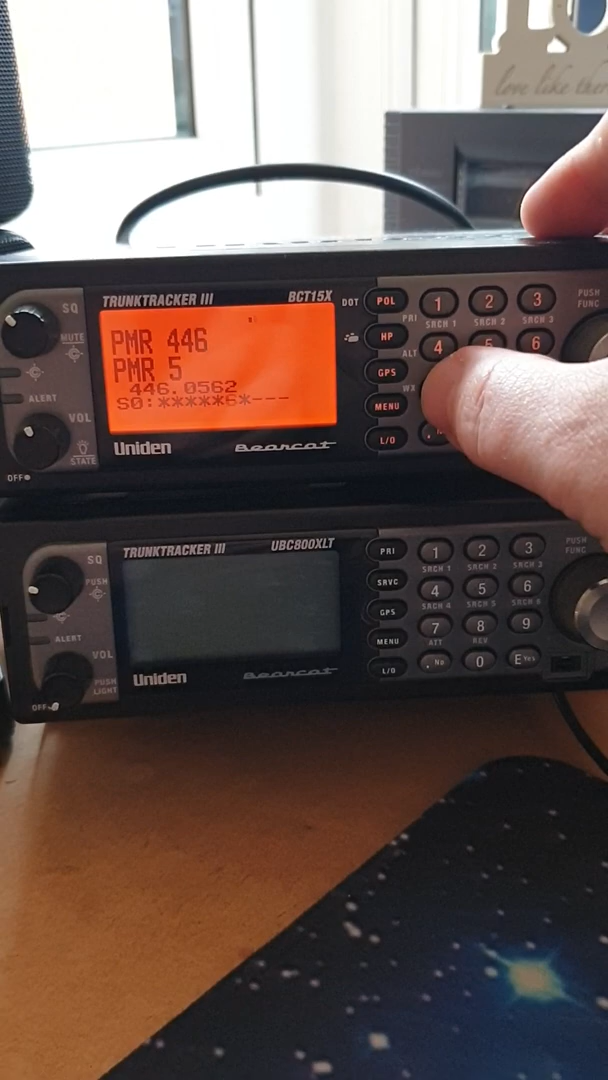 love like
TRUNKTRACKER III BCT15X
SQ
MUTE
ALERT
VOL
STATE
OFF
PMR 446
PMR 5
446.0562
S0:*****6*---
Uniden Bearcat
DOT POL 1 2 3
PRI SRCH 1 SRCH 2 SRCH 3
HP 4 5 6
ALT
GPS
WX
MENU
L/O
PUSH
FUNC
TRUNKTRACKER III UBC800XLT
SQ
PUSH
ALERT
VOL
PUSH
LIGHT
OFF
Uniden Bearcat
PRI 1 2 3
SRCH 1 SRCH 2 SRCH 3
SRVC 4 5 6
SRCH 4 SRCH 5 SRCH 6
GPS 7 8 9
ATT REV
MENU . No 0 E Yes
L/O
PUSH
FUNC